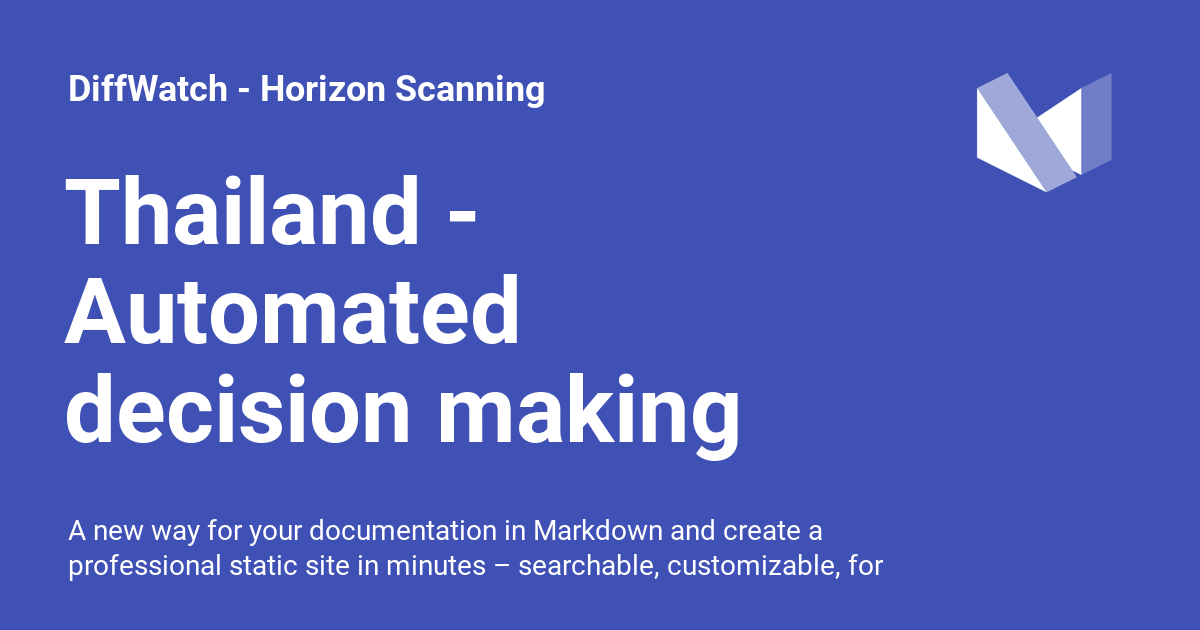 DiffWatch - Horizon Scanning
Thailand -
Automated
decision making
A new way for your documentation in Markdown and create a
professional static site in minutes – searchable, customizable, for